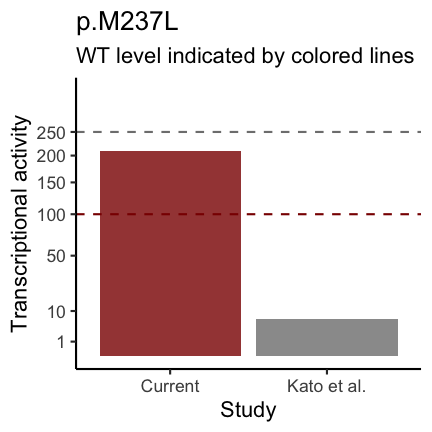 p.M237L
WT level indicated by colored lines
Transcriptional activity
250
200
150
100
50
10
1
Current
Kato et al.
Study